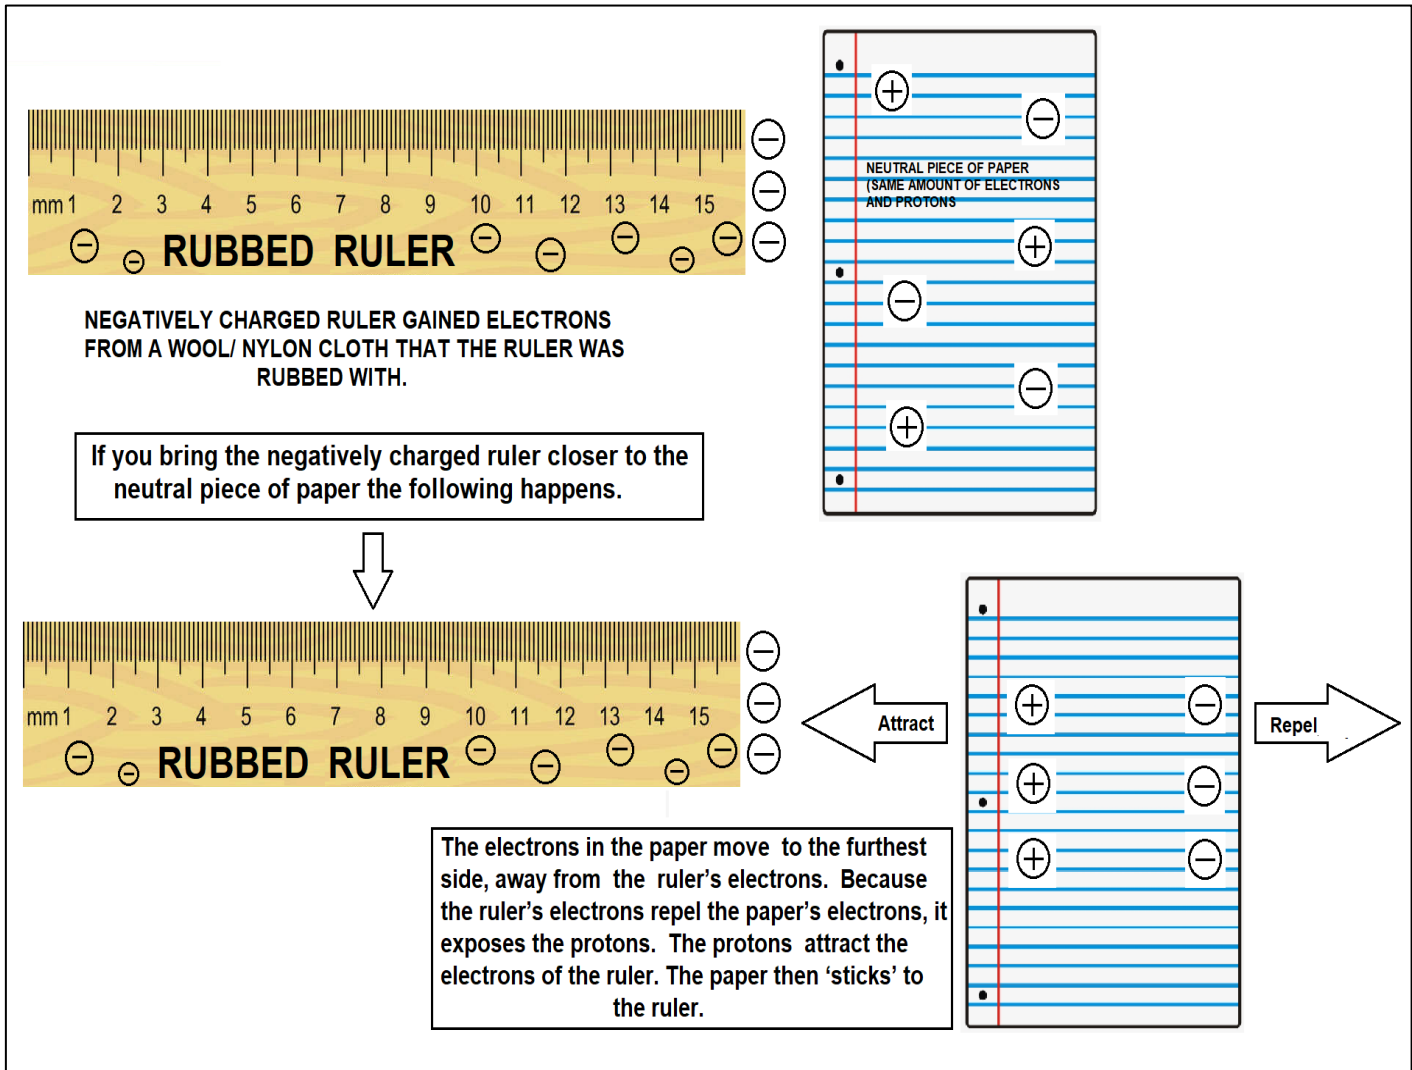 mm 1 2 3 4 5 6 7 8 9 10 11 12 13 14 15
RUBBED RULER
NEUTRAL PIECE OF PAPER
(SAME AMOUNT OF ELECTRONS
AND PROTONS
NEGATIVELY CHARGED RULER GAINED ELECTRONS
FROM A WOOL/ NYLON CLOTH THAT THE RULER WAS
RUBBED WITH.
If you bring the negatively charged ruler closer to the
neutral piece of paper the following happens.
mm 1 2 3 4 5 6 7 8 9 10 11 12 13 14 15
RUBBED RULER
Attract
Repel
The electrons in the paper move to the furthest
side, away from the ruler’s electrons. Because
the ruler’s electrons repel the paper’s electrons, it
exposes the protons. The protons attract the
electrons of the ruler. The paper then ‘sticks’ to
the ruler.